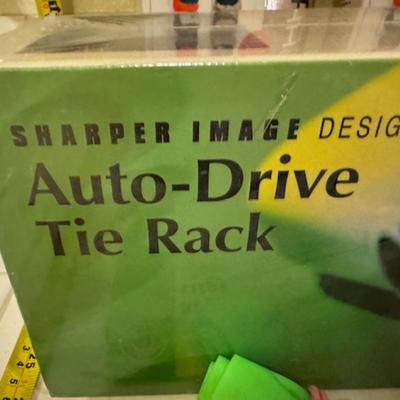 SHARPER IMAGE DESIG
Auto-Drive
Tie Rack